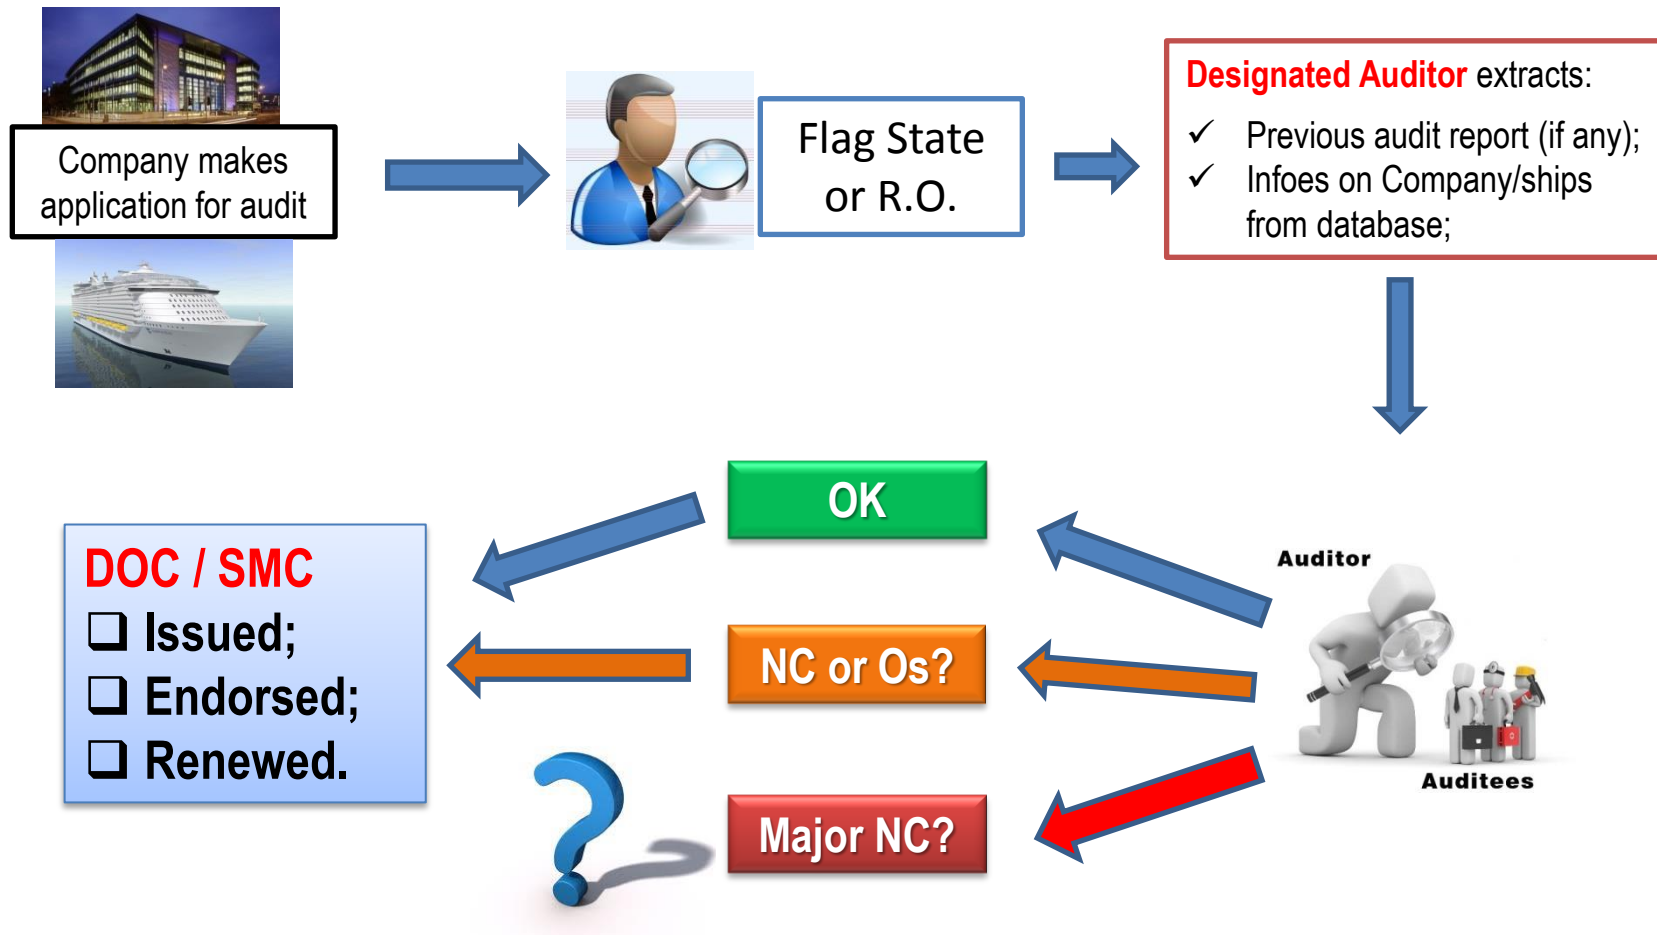 Company makes
application for audit
Flag State
or R.O.
Designated Auditor extracts:
✓ Previous audit report (if any);
✓ Infoes on Company/ships
from database;
OK
NC or Os?
Major NC?
Auditor
Auditees
DOC / SMC
❑ Issued;
❑ Endorsed;
❑ Renewed.